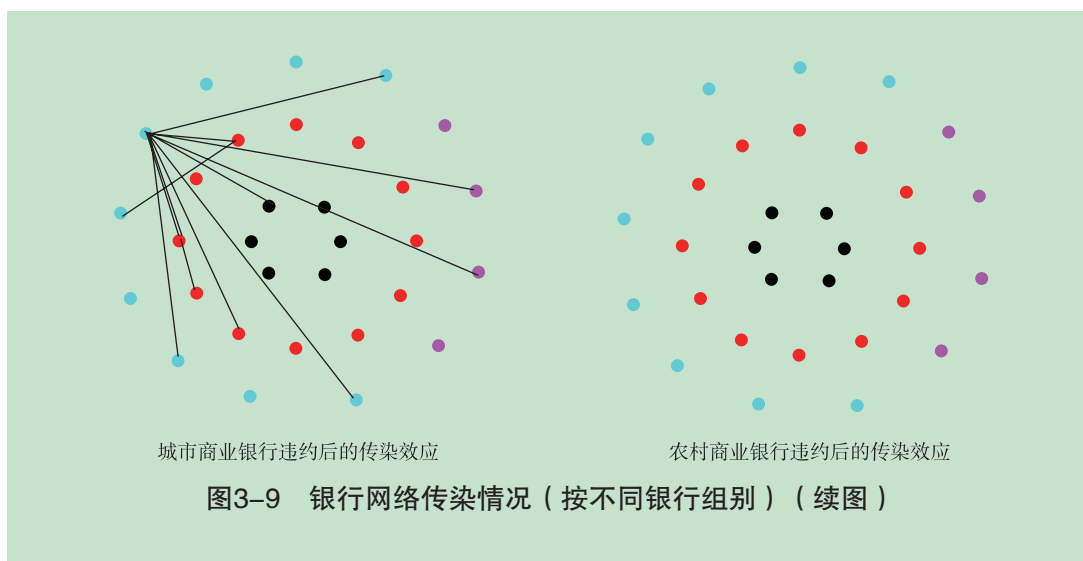 城市商业银行违约后的传染效应
农村商业银行违约后的传染效应
图3-9 银行网络传染情况（按不同银行组别）（续图）